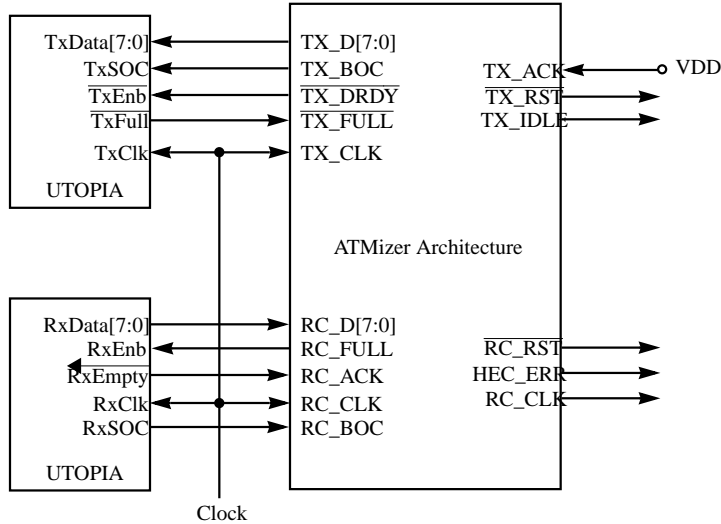 TxData[7:0]
TxSOC
TxEnb
TxFull
TxClk
UTOPIA
TX_D[7:0]
TX_BOC
TX_DRDY
TX_FULL
TX_CLK
TX_ACK
TX_RST
TX_IDLE
VDD
ATMizer Architecture
RxData[7:0]
RxEnb
RxEmpty
RxClk
RxSOC
UTOPIA
RC_D[7:0]
RC_FULL
RC_ACK
RC_CLK
RC_BOC
RC_RST
HEC_ERR
RC_CLK
Clock